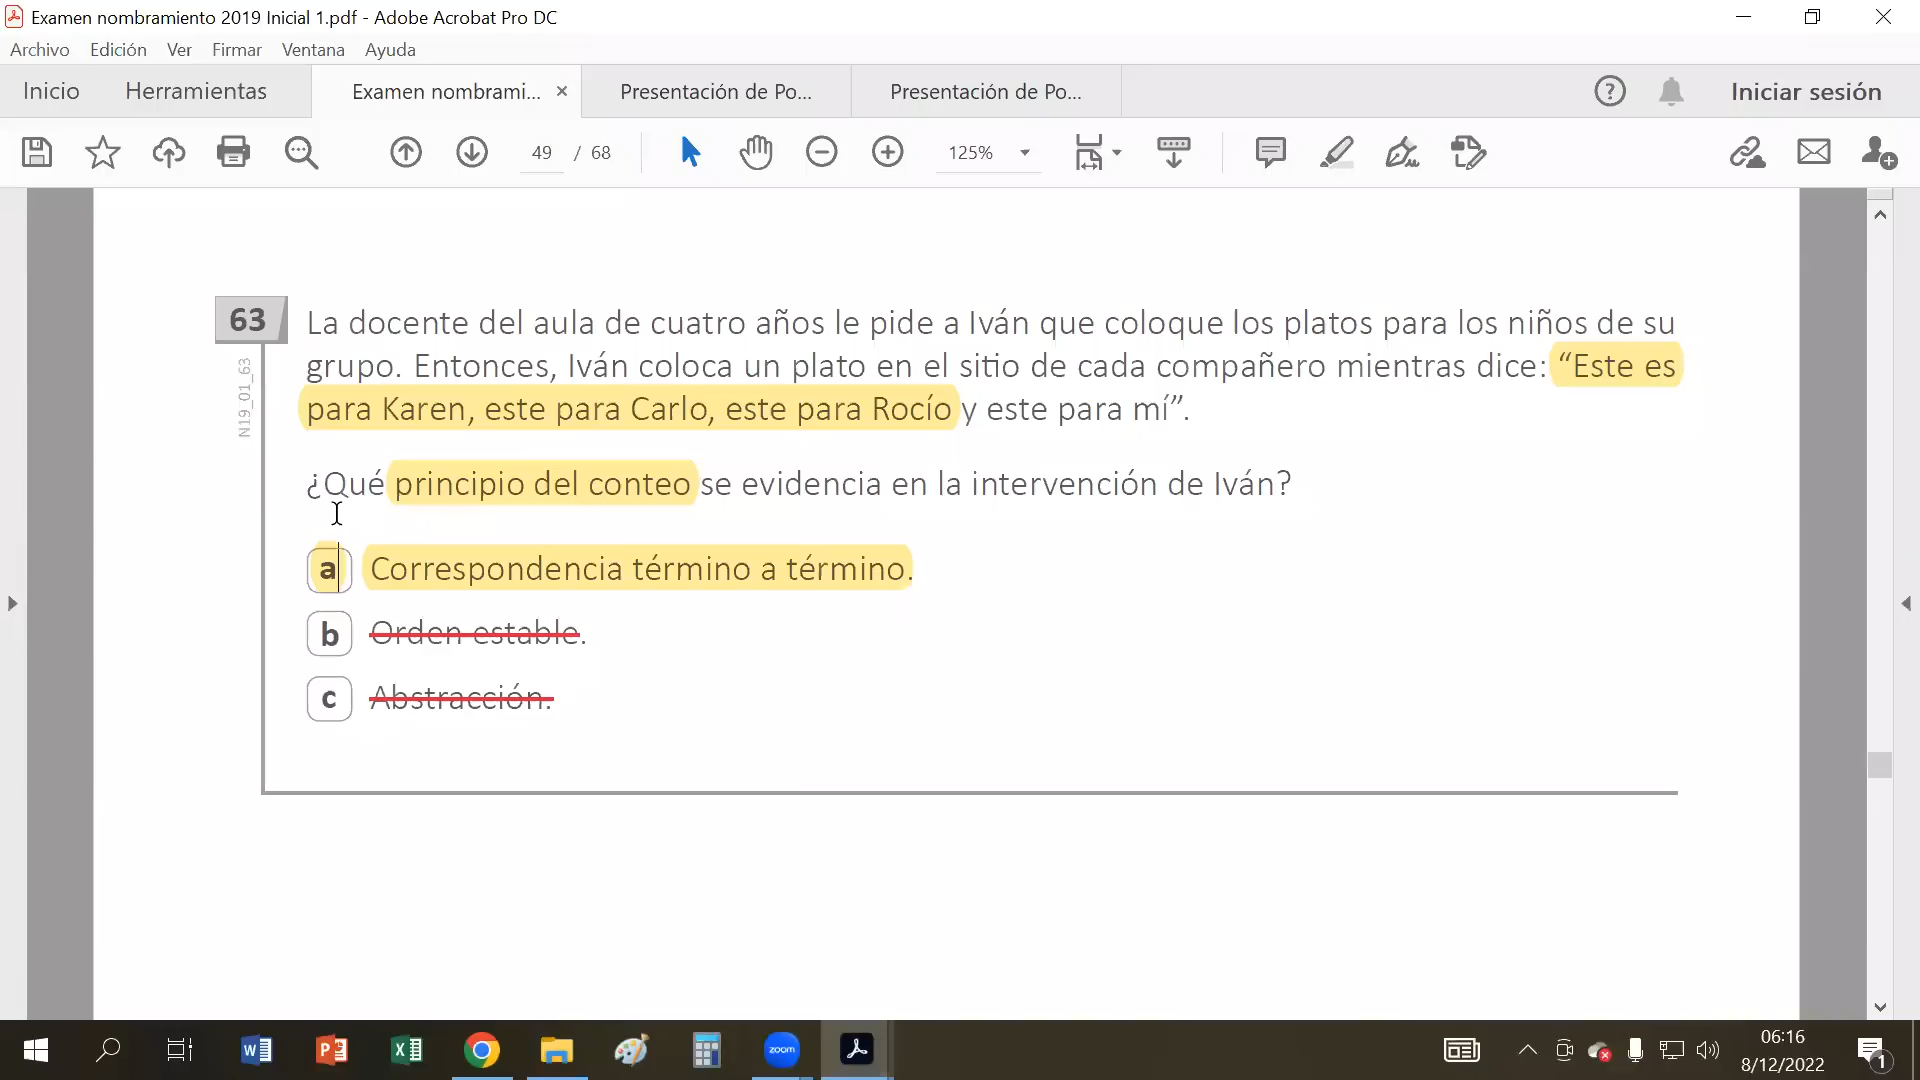 Examen nombramiento 2019 Inicial 1.pdf - Adobe Acrobat Pro DC
Archivo Edición Ver Firmar Ventana Ayuda
Inicio Herramientas Examen nombrami... × Presentación de Po... Presentación de Po... ? Iniciar sesión
49 / 68 125%
63 La docente del aula de cuatro años le pide a Iván que coloque los platos para los niños de su
grupo. Entonces, Iván coloca un plato en el sitio de cada compañero mientras dice: “Este es
para Karen, este para Carlo, este para Rocío y este para mí”.
N19_01_63
¿Qué principio del conteo se evidencia en la intervención de Iván?
a Correspondencia término a término.
b Orden estable.
c Abstracción.
zoom
06:16
8/12/2022
1